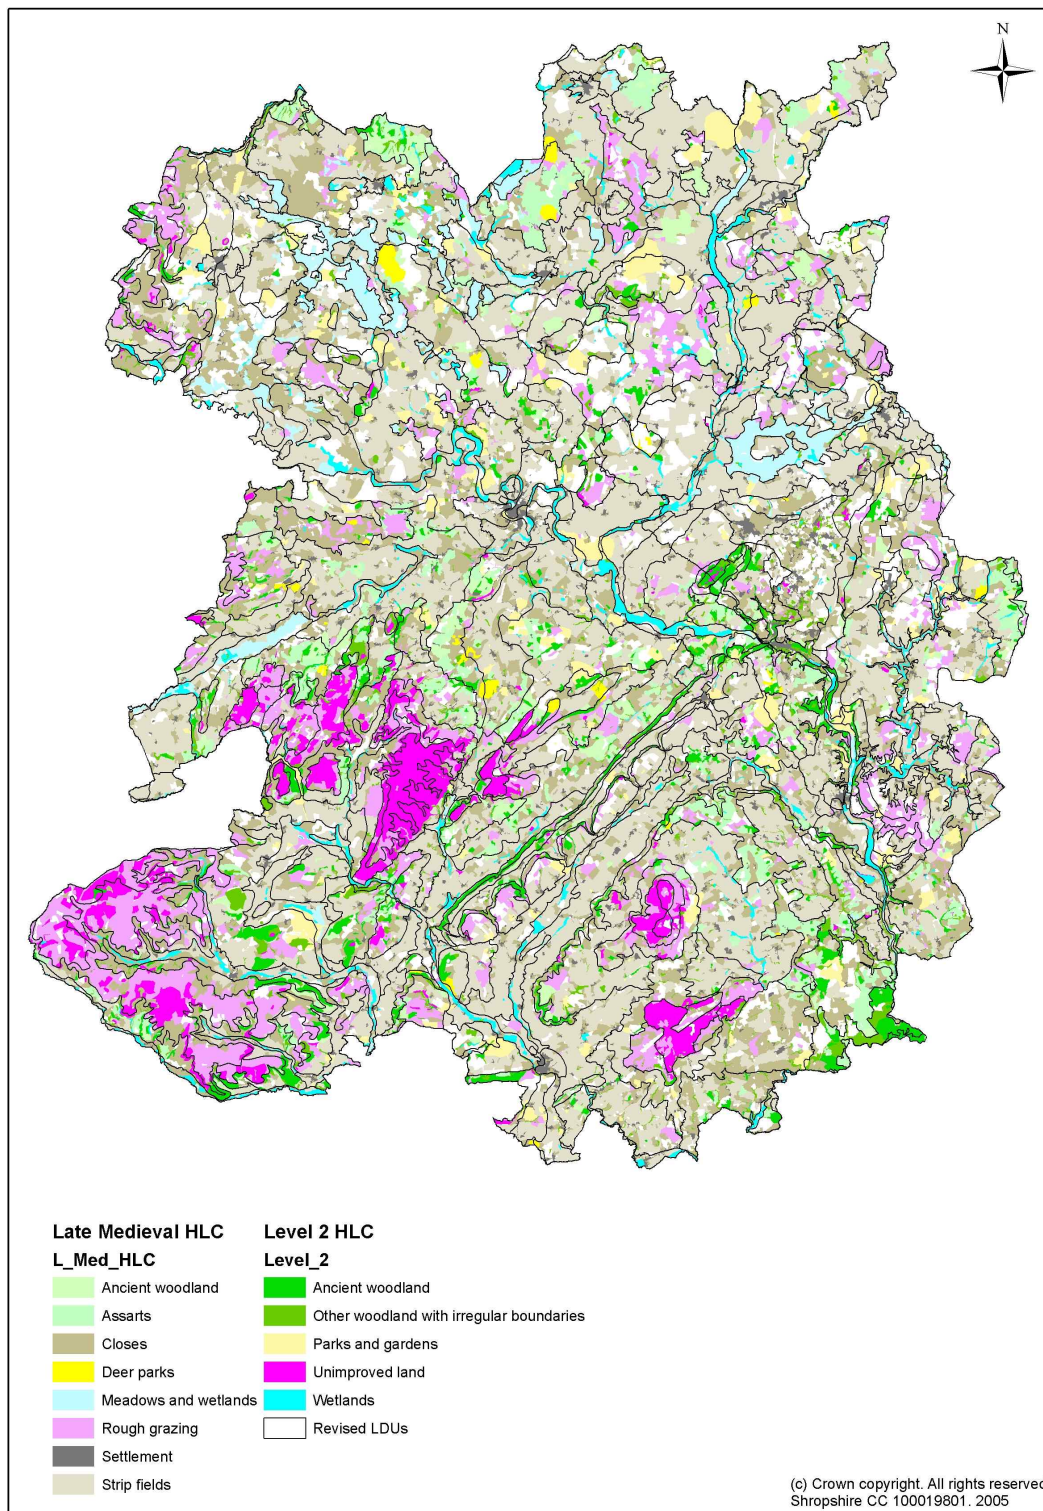 N
Late Medieval HLC
L_Med_HLC
Ancient woodland
Assarts
Closes
Deer parks
Meadows and wetlands
Rough grazing
Settlement
Strip fields
Level 2 HLC
Level_2
Ancient woodland
Other woodland with irregular boundaries
Parks and gardens
Unimproved land
Wetlands
Revised LDUs
(c) Crown copyright. All rights reserved
Shropshire CC 100019801. 2005